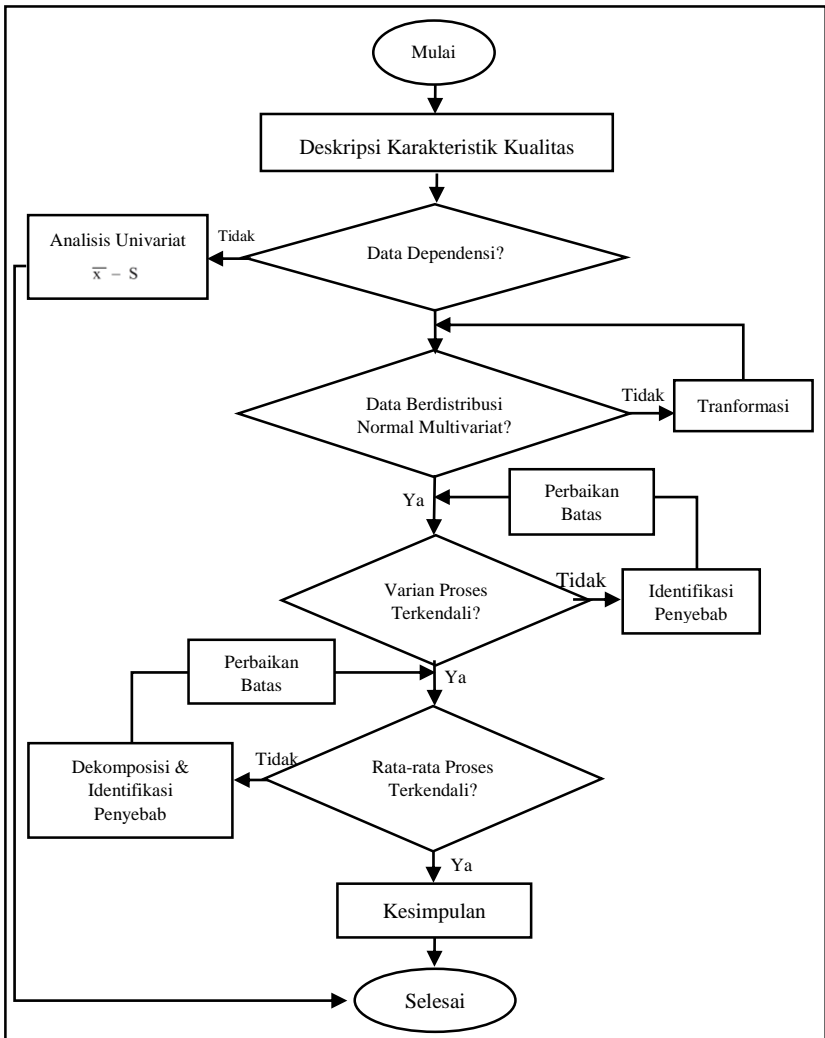 Mulai
Deskripsi Karakteristik Kualitas
Analisis Univariat
x̅ – S
Tidak
Data Dependensi?
Data Berdistribusi
Normal Multivariat?
Tidak
Tranformasi
Ya
Perbaikan
Batas
Varian Proses
Terkendali?
Tidak
Identifikasi
Penyebab
Perbaikan
Batas
Ya
Dekomposisi &
Identifikasi
Penyebab
Tidak
Rata-rata Proses
Terkendali?
Ya
Kesimpulan
Selesai